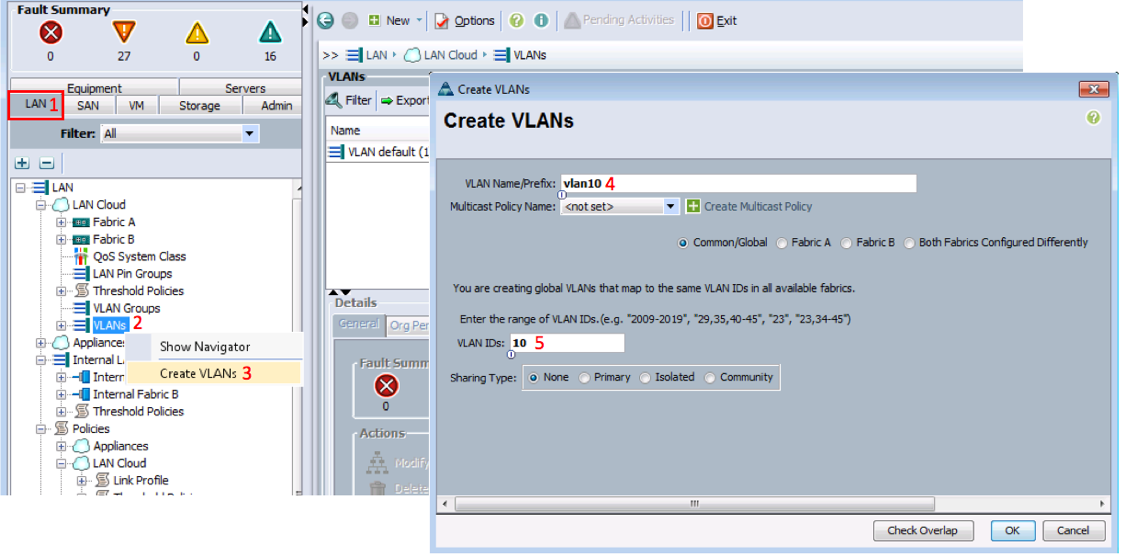 Fault Summary
0 27 0 16
Equipment Servers
LAN 1 SAN VM Storage Admin
Filter: All
LAN
LAN Cloud
Fabric A
Fabric B
QoS System Class
LAN Pin Groups
Threshold Policies
VLAN Groups
VLANs 2
Appliances
Internal L
Intern
Internal Fabric B
Threshold Policies
Policies
Appliances
LAN Cloud
Link Profile
Show Navigator
Create VLANs 3
New Options Pending Activities Exit
>> LAN LAN Cloud VLANs
VLANs
Filter Export
Name
VLAN default (1
Details
General Org Per
Fault Summ
0
Actions
Modify
Delete
Create VLANs
Create VLANs
VLAN Name/Prefix: vlan10 4
Multicast Policy Name: <not set> Create Multicast Policy
Common/Global Fabric A Fabric B Both Fabrics Configured Differently
You are creating global VLANs that map to the same VLAN IDs in all available fabrics.
Enter the range of VLAN IDs.(e.g. "2009-2019", "29,35,40-45", "23", "23,34-45")
VLAN IDs: 10 5
Sharing Type: None Primary Isolated Community
Check Overlap OK Cancel